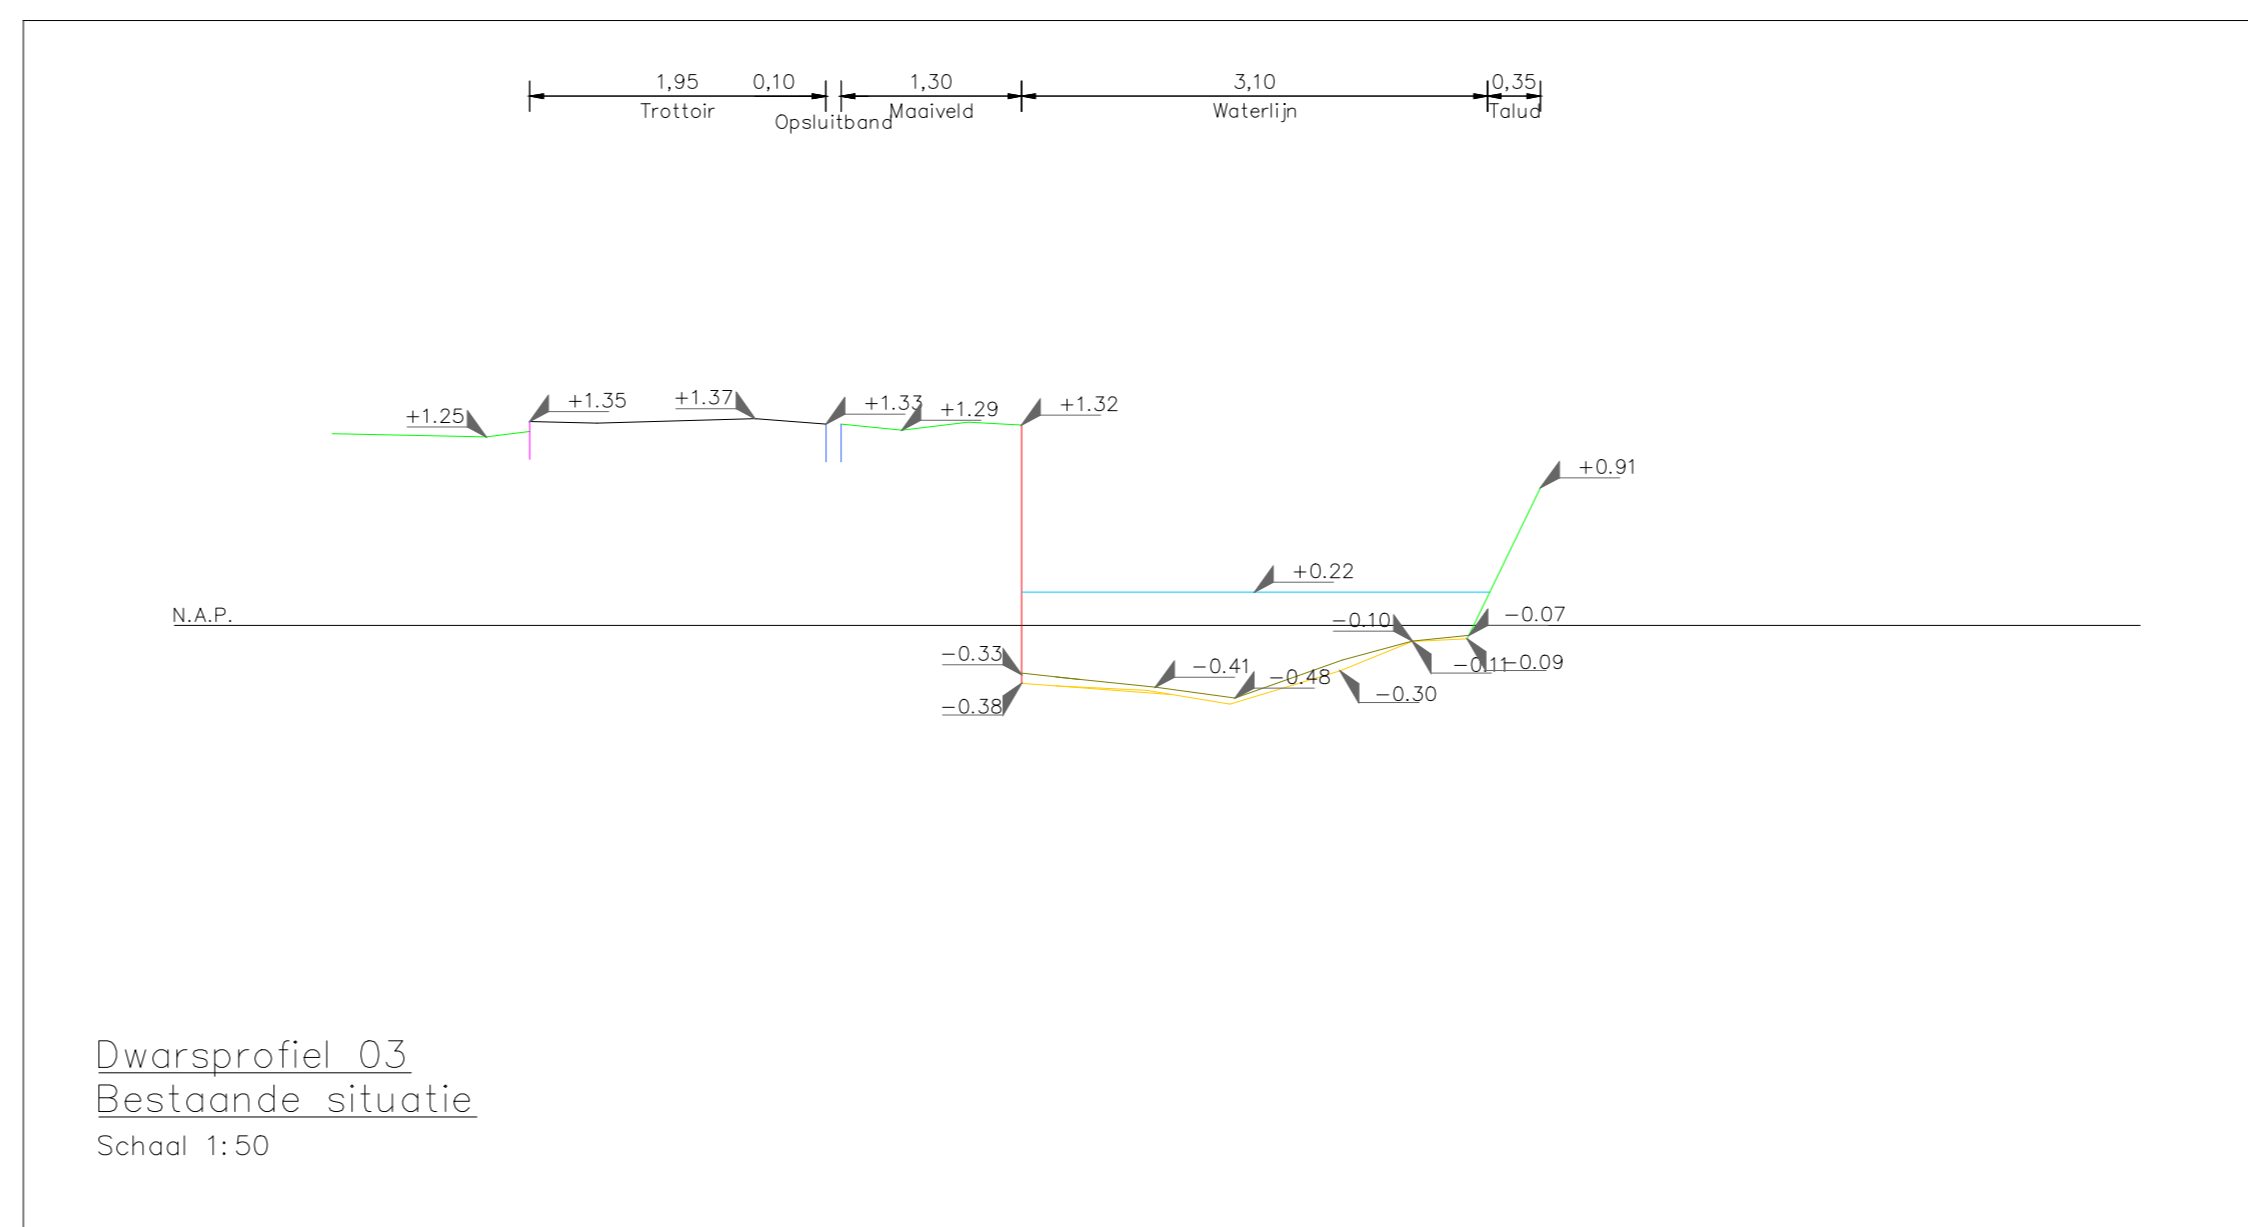 1,95 0,10 1,30 3,10 0,35
Trottoir Opsluitband Maaiveld Waterlijn Talud
+1.25 +1.35 +1.37 +1.33 +1.29 +1.32
+0.91
+0.22
N.A.P.
-0.10 -0.07
-0.33 -0.41 -0.48 -0.11 -0.09
-0.38 -0.30
Dwarsprofiel 03
Bestaande situatie
Schaal 1:50